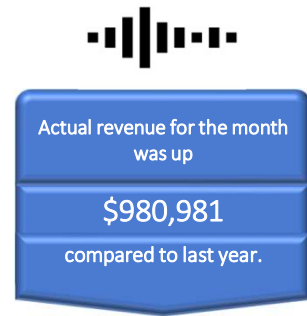 Actual revenue for the month
was up
$980,981
compared to last year.